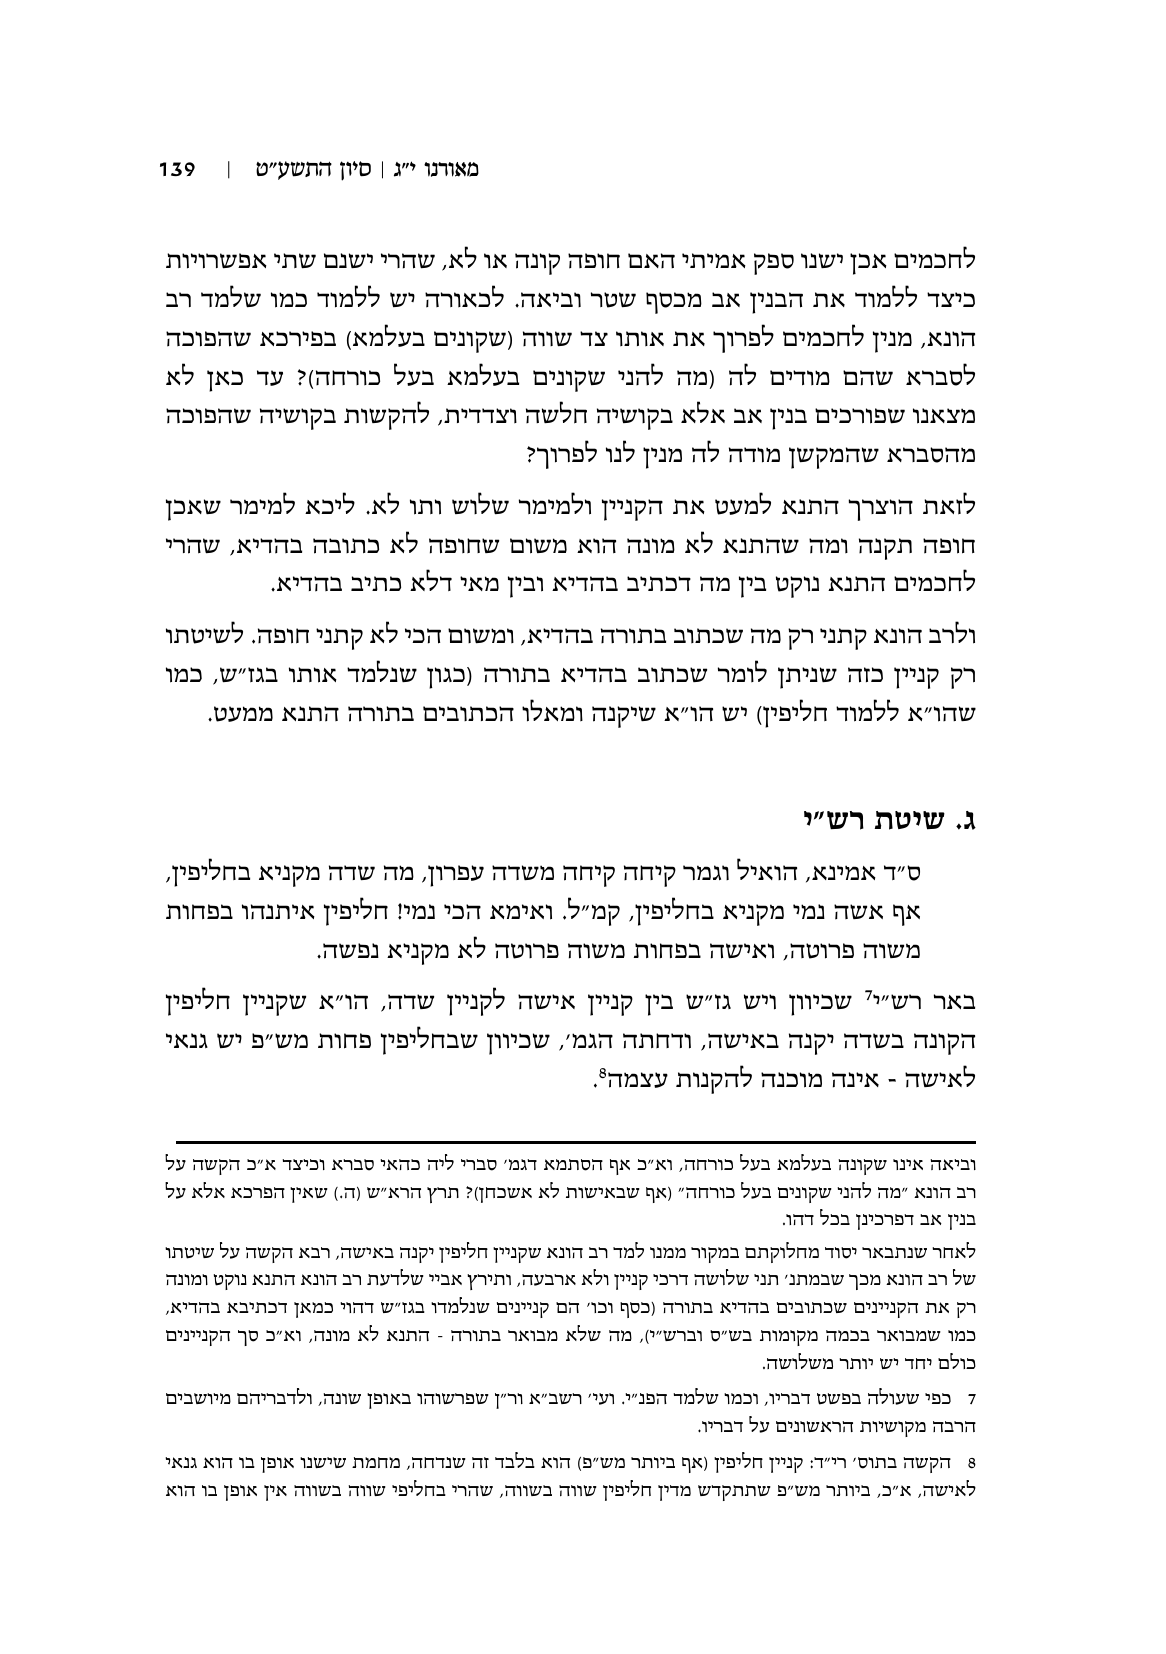 מאורנו י״ג | סיון התשע״ט | 139
לחכמים אכן ישנו ספק אמיתי האם חופה קונה או לא, שהרי ישנם שתי אפשרויות
כיצד ללמוד את הבנין אב מכסף שטר וביאה. לכאורה יש ללמוד כמו שלמד רב
הונא, מנין לחכמים לפרוך את אותו צד שווה (שקונים בעלמא) בפירכא שהפוכה
לסברא שהם מודים לה (מה להני שקונים בעלמא בעל כורחה)? עד כאן לא
מצאנו שפורכים בנין אב אלא בקושיה חלשה וצדדית, להקשות בקושיה שהפוכה
מהסברא שהמקשן מודה לה מנין לנו לפרוך?
לזאת הוצרך התנא למעט את הקניין ולמימר שלוש ותו לא. ליכא למימר שאכן
חופה תקנה ומה שהתנא לא מונה הוא משום שחופה לא כתובה בהדיא, שהרי
לחכמים התנא נוקט בין מה דכתיב בהדיא ובין מאי דלא כתיב בהדיא.
ולרב הונא קתני רק מה שכתוב בתורה בהדיא, ומשום הכי לא קתני חופה. לשיטתו
רק קניין כזה שניתן לומר שכתוב בהדיא בתורה (כגון שנלמד אותו בגז״ש, כמו
שהו״א ללמוד חליפין) יש הו״א שיקנה ומאלו הכתובים בתורה התנא ממעט.
ג. שיטת רש״י
ס״ד אמינא, הואיל וגמר קיחה קיחה משדה עפרון, מה שדה מקניא בחליפין,
אף אשה נמי מקניא בחליפין, קמ״ל. ואימא הכי נמי! חליפין איתנהו בפחות
משוה פרוטה, ואישה בפחות משוה פרוטה לא מקניא נפשה.
באר רש״י7 שכיוון ויש גז״ש בין קניין אישה לקניין שדה, הו״א שקניין חליפין
הקונה בשדה יקנה באישה, ודחתה הגמ׳, שכיוון שבחליפין פחות מש״פ יש גנאי
לאישה - אינה מוכנה להקנות עצמה8.
וביאה אינו שקונה בעלמא בעל כורחה, וא״כ אף הסתמא דגמ׳ סברי ליה כהאי סברא וכיצד א״כ הקשה על
רב הונא ״מה להני שקונים בעל כורחה״ (אף שבאישות לא אשכחן)? תרץ הרא״ש (ה.) שאין הפרכא אלא על
בנין אב דפרכינן בכל דהו.
לאחר שנתבאר יסוד מחלוקתם במקור ממנו למד רב הונא שקניין חליפין יקנה באישה, רבא הקשה על שיטתו
של רב הונא מכך שבמתנ׳ תני שלושה דרכי קניין ולא ארבעה, ותירץ אביי שלדעת רב הונא התנא נוקט ומונה
רק את הקניינים שכתובים בהדיא בתורה (כסף וכו׳ הם קניינים שנלמדו בגז״ש דהוי כמאן דכתיבא בהדיא,
כמו שמבואר בכמה מקומות בש״ס וברש״י), מה שלא מבואר בתורה - התנא לא מונה, וא״כ סך הקניינים
כולם יחד יש יותר משלושה.
7 כפי שעולה בפשט דבריו, וכמו שלמד הפנ״י. ועי׳ רשב״א ור״ן שפרשוהו באופן שונה, ולדבריהם מיושבים
הרבה מקושיות הראשונים על דבריו.
8 הקשה בתוס׳ רי״ד: קניין חליפין (אף ביותר מש״פ) הוא בלבד זה שנדחה, מחמת שישנו אופן בו הוא גנאי
לאישה, א״כ, ביותר מש״פ שתתקדש מדין חליפין שווה בשווה, שהרי בחליפי שווה בשווה אין אופן בו הוא